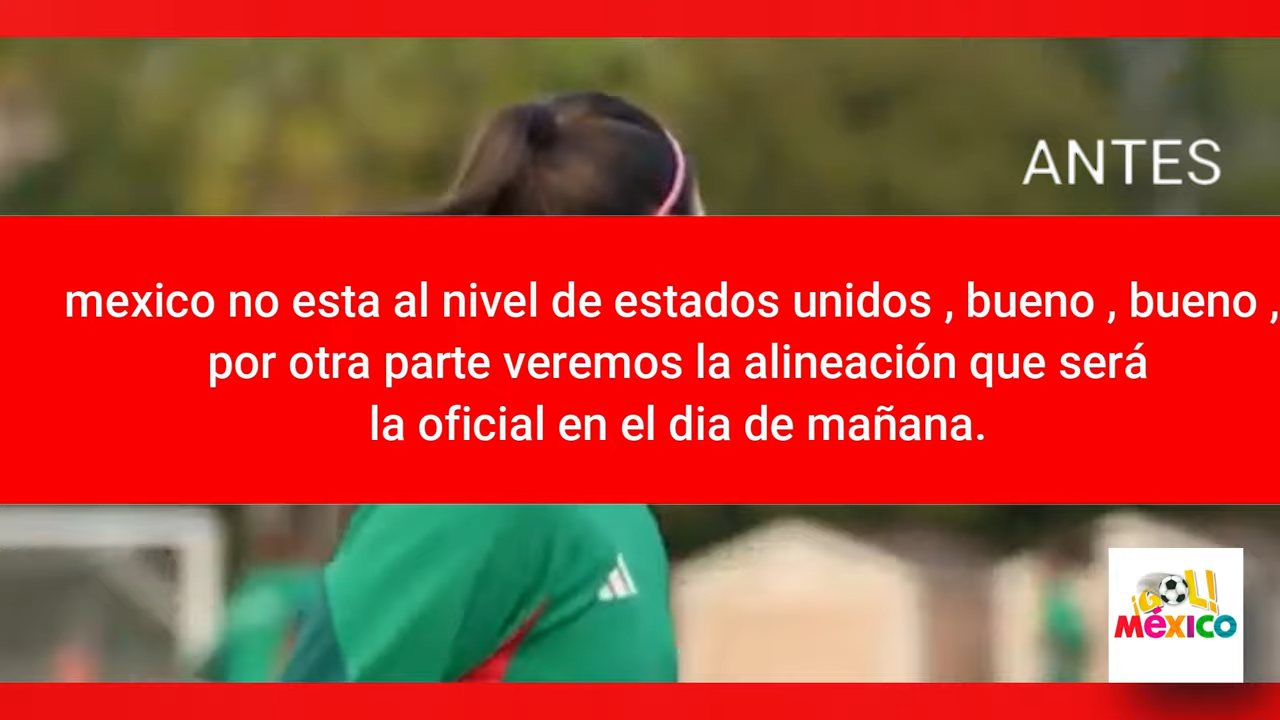 ANTES
mexico no esta al nivel de estados unidos , bueno , bueno ,
por otra parte veremos la alineación que será
la oficial en el dia de mañana.
¡GOL!
México